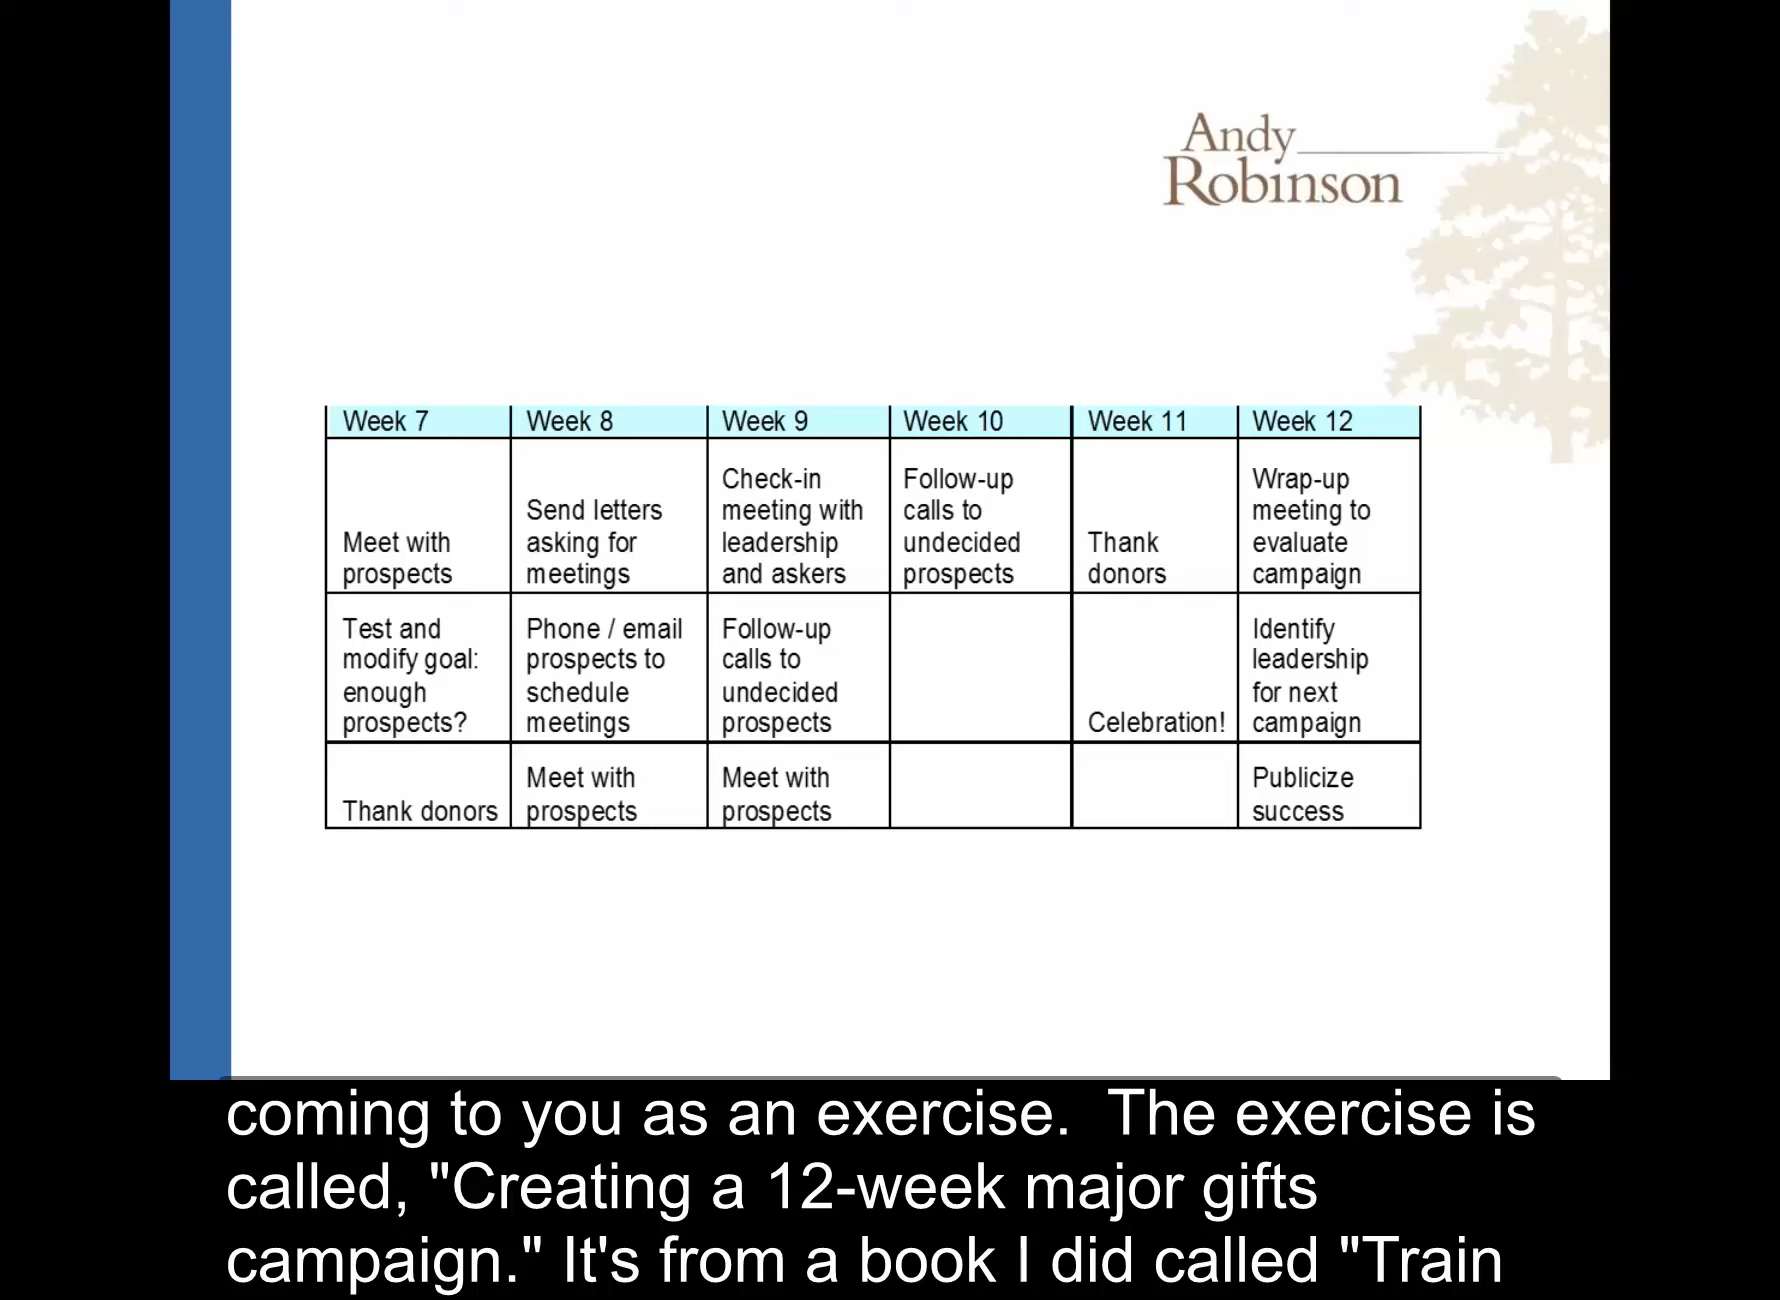 Andy
Robinson
Week 7
Week 8
Week 9
Week 10
Week 11
Week 12
Meet with
prospects
Send letters
asking for
meetings
Check-in
meeting with
leadership
and askers
Follow-up
calls to
undecided
prospects
Thank
donors
Wrap-up
meeting to
evaluate
campaign
Test and
modify goal:
enough
prospects?
Phone / email
prospects to
schedule
meetings
Follow-up
calls to
undecided
prospects
Celebration!
Identify
leadership
for next
campaign
Thank donors
Meet with
prospects
Meet with
prospects
Publicize
success
coming to you as an exercise.  The exercise is
called, "Creating a 12-week major gifts
campaign." It's from a book I did called "Train